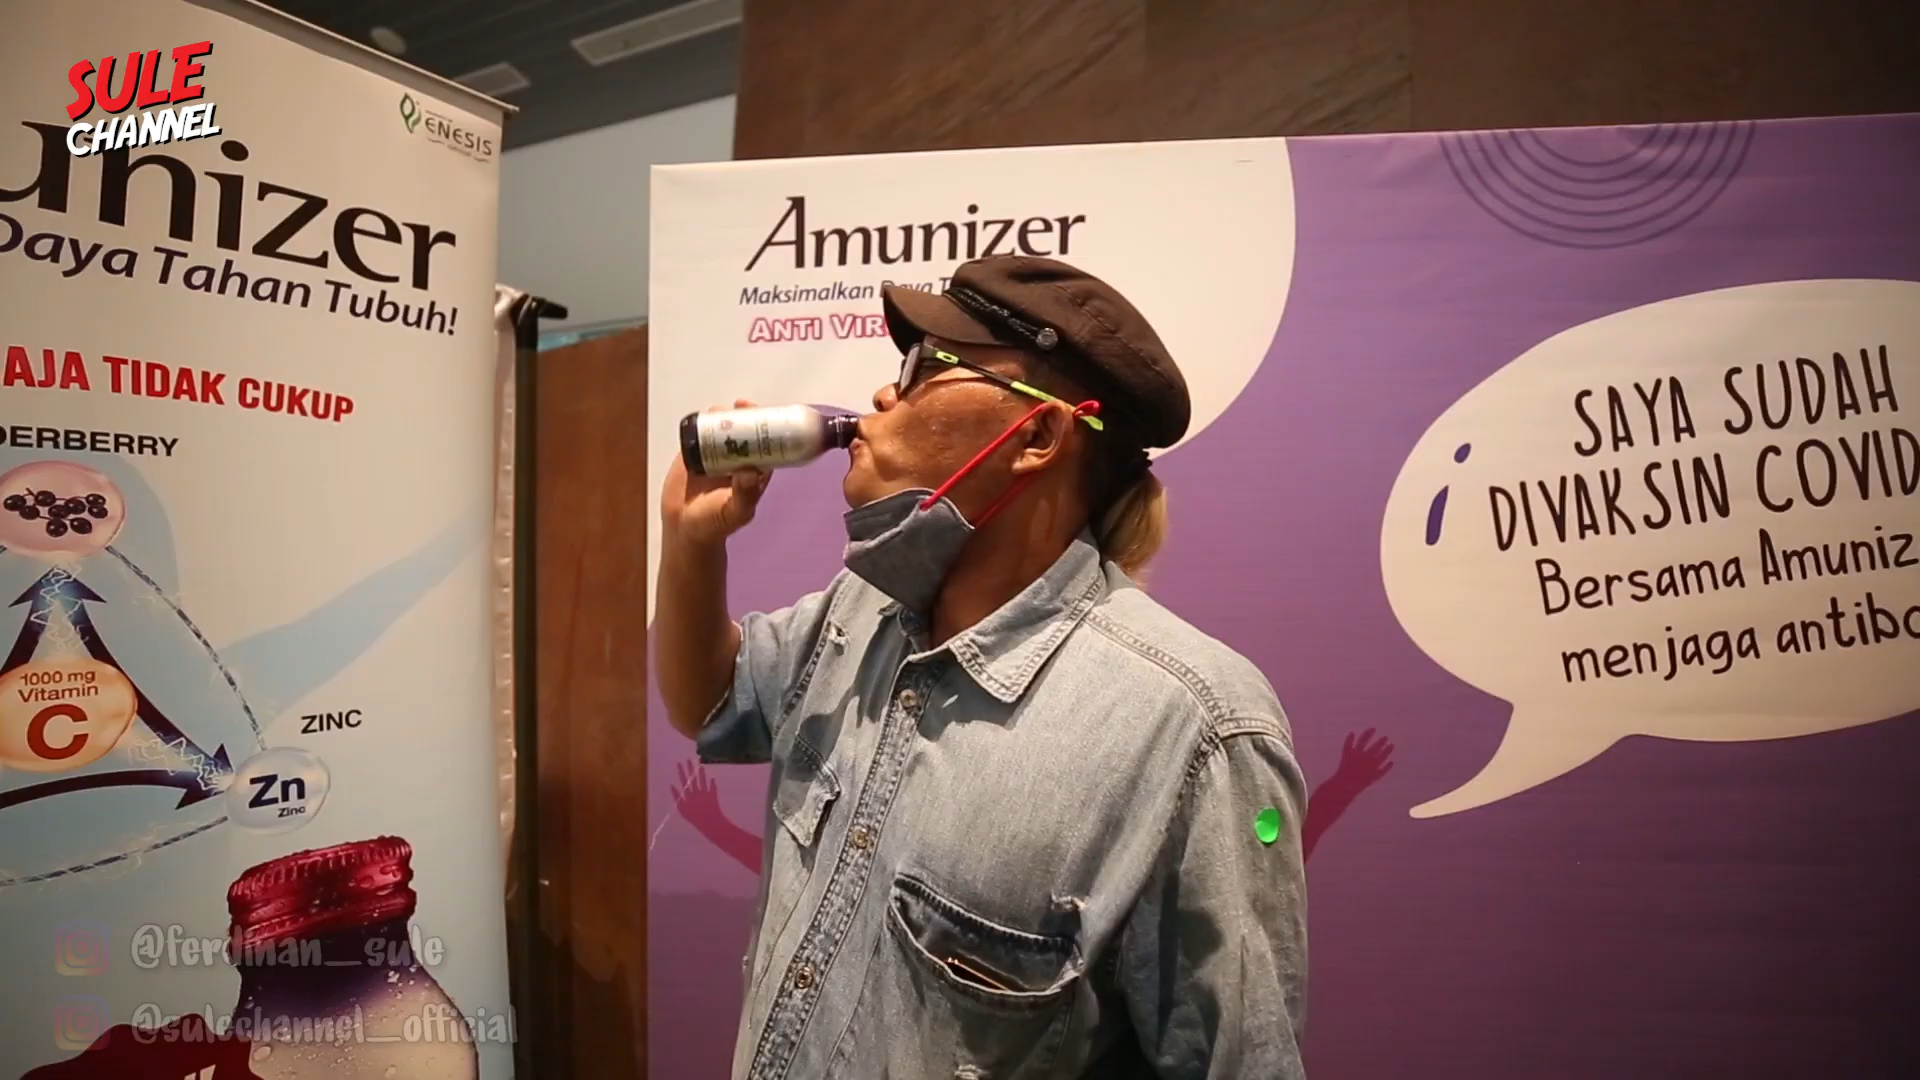 SULE
CHANNEL
ENESIS
unizer
Daya Tahan Tubuh!
AJA TIDAK CUKUP
DERBERRY
1000 mg
Vitamin
C
ZINC
Zn
Zinc
@ferdinan_sule
@sulechannel_official
Amunizer
Maksimalkan Daya T
ANTI VIR
SAYA SUDAH
DIVAKSIN COVID
Bersama Amuniz
menjaga antibo